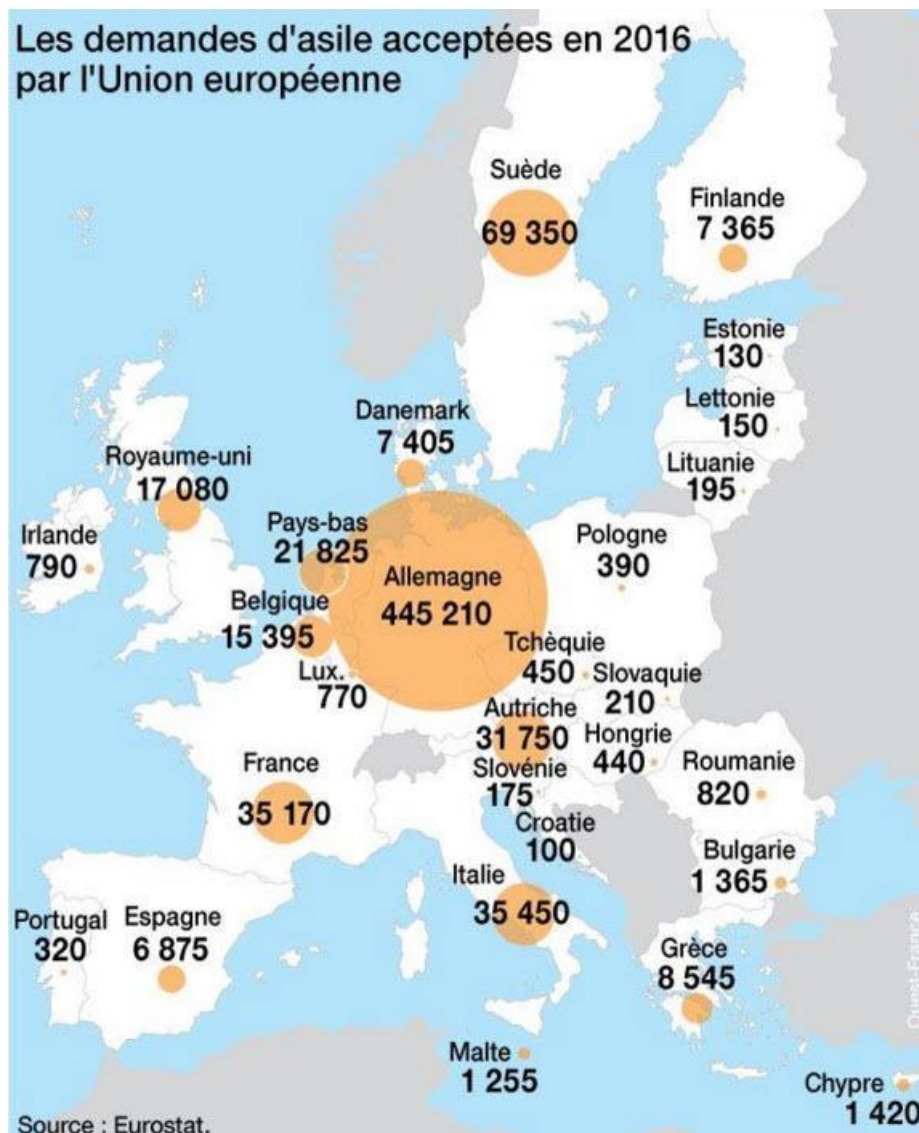 Les demandes d'asile acceptées en 2016
par l'Union européenne
Suède
69 350
Finlande
7 365
Estonie
130
Lettonie
150
Lituanie
195
Danemark
7 405
Royaume-uni
17 080
Irlande
790
Pays-bas
21 825
Allemagne
445 210
Pologne
390
Belgique
15 395
Lux.
770
Tchèquie
450
Slovaquie
210
Autriche
31 750
Hongrie
440
Slovénie
175
Roumanie
820
France
35 170
Croatie
100
Bulgarie
1 365
Italie
35 450
Portugal
320
Espagne
6 875
Grèce
8 545
Malte
1 255
Chypre
1 420
Ouest-France
Source : Eurostat.